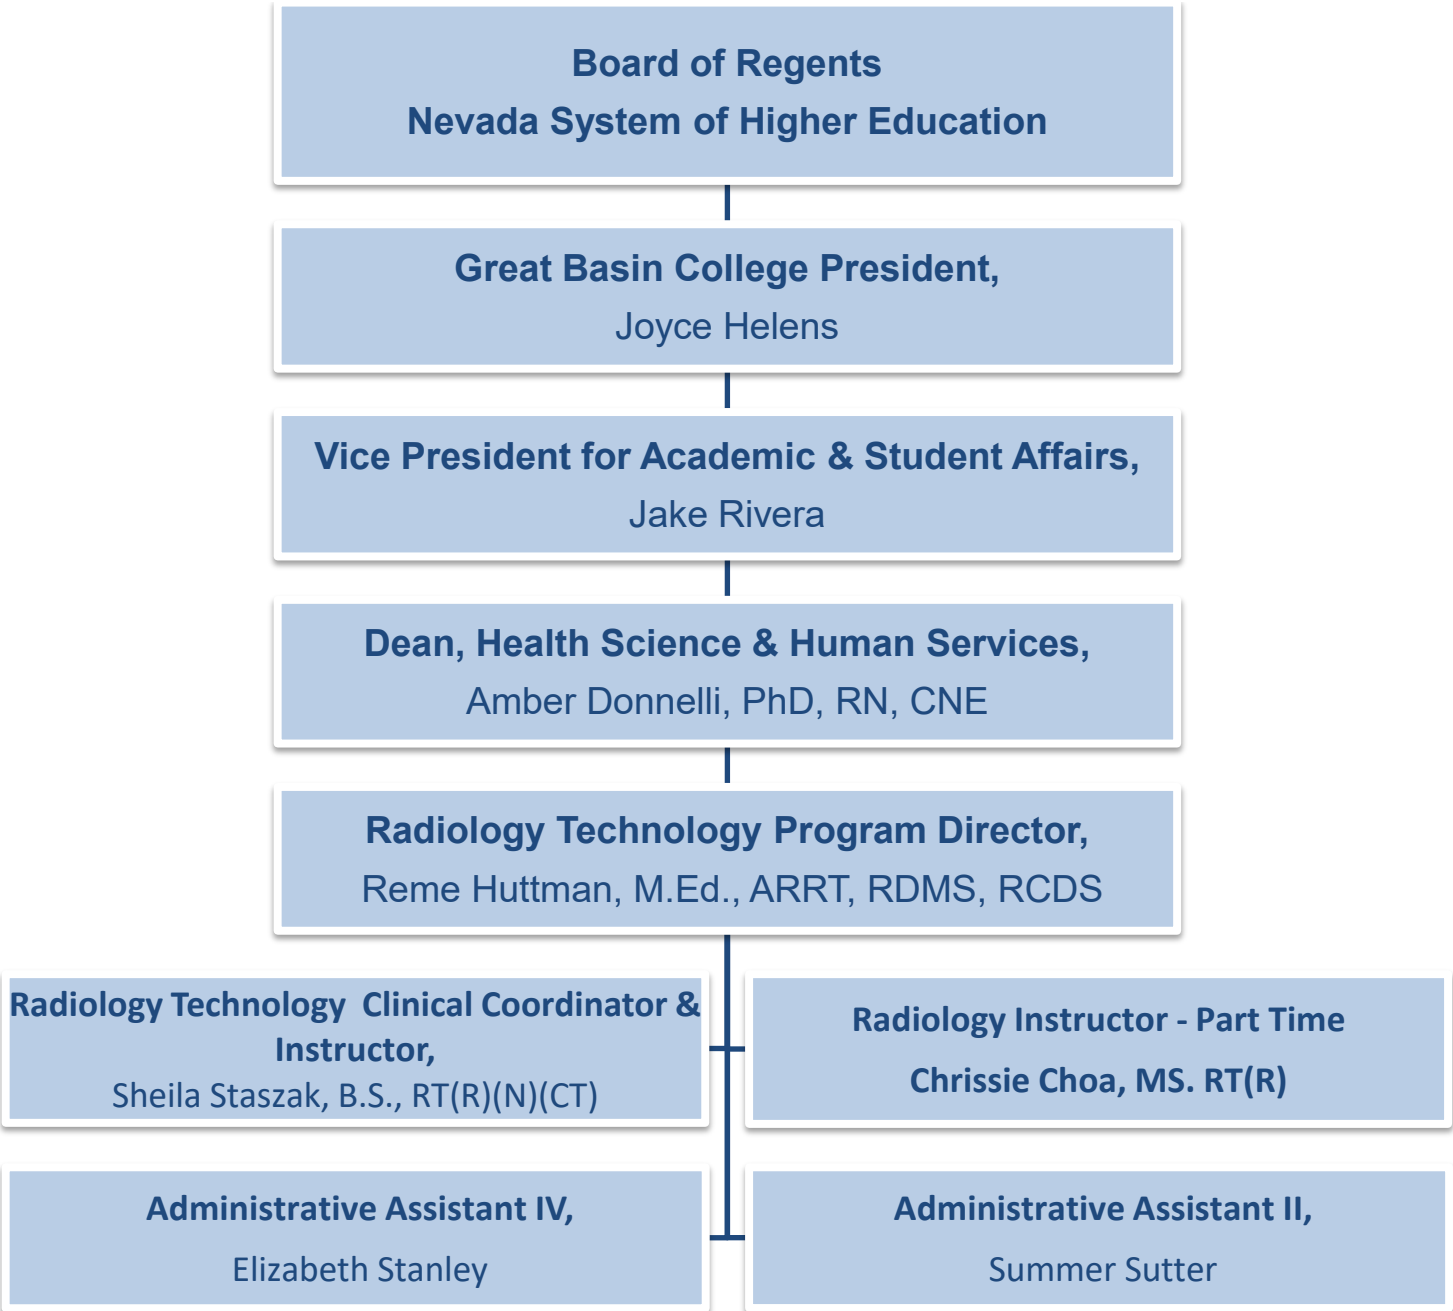 Board of Regents
Nevada System of Higher Education
Great Basin College President,
Joyce Helens
Vice President for Academic & Student Affairs,
Jake Rivera
Dean, Health Science & Human Services,
Amber Donnelli, PhD, RN, CNE
Radiology Technology Program Director,
Reme Huttman, M.Ed., ARRT, RDMS, RCDS
Radiology Technology  Clinical Coordinator &
Instructor,
Sheila Staszak, B.S., RT(R)(N)(CT)
Radiology Instructor - Part Time
Chrissie Choa, MS. RT(R)
Administrative Assistant IV,
Elizabeth Stanley
Administrative Assistant II,
Summer Sutter